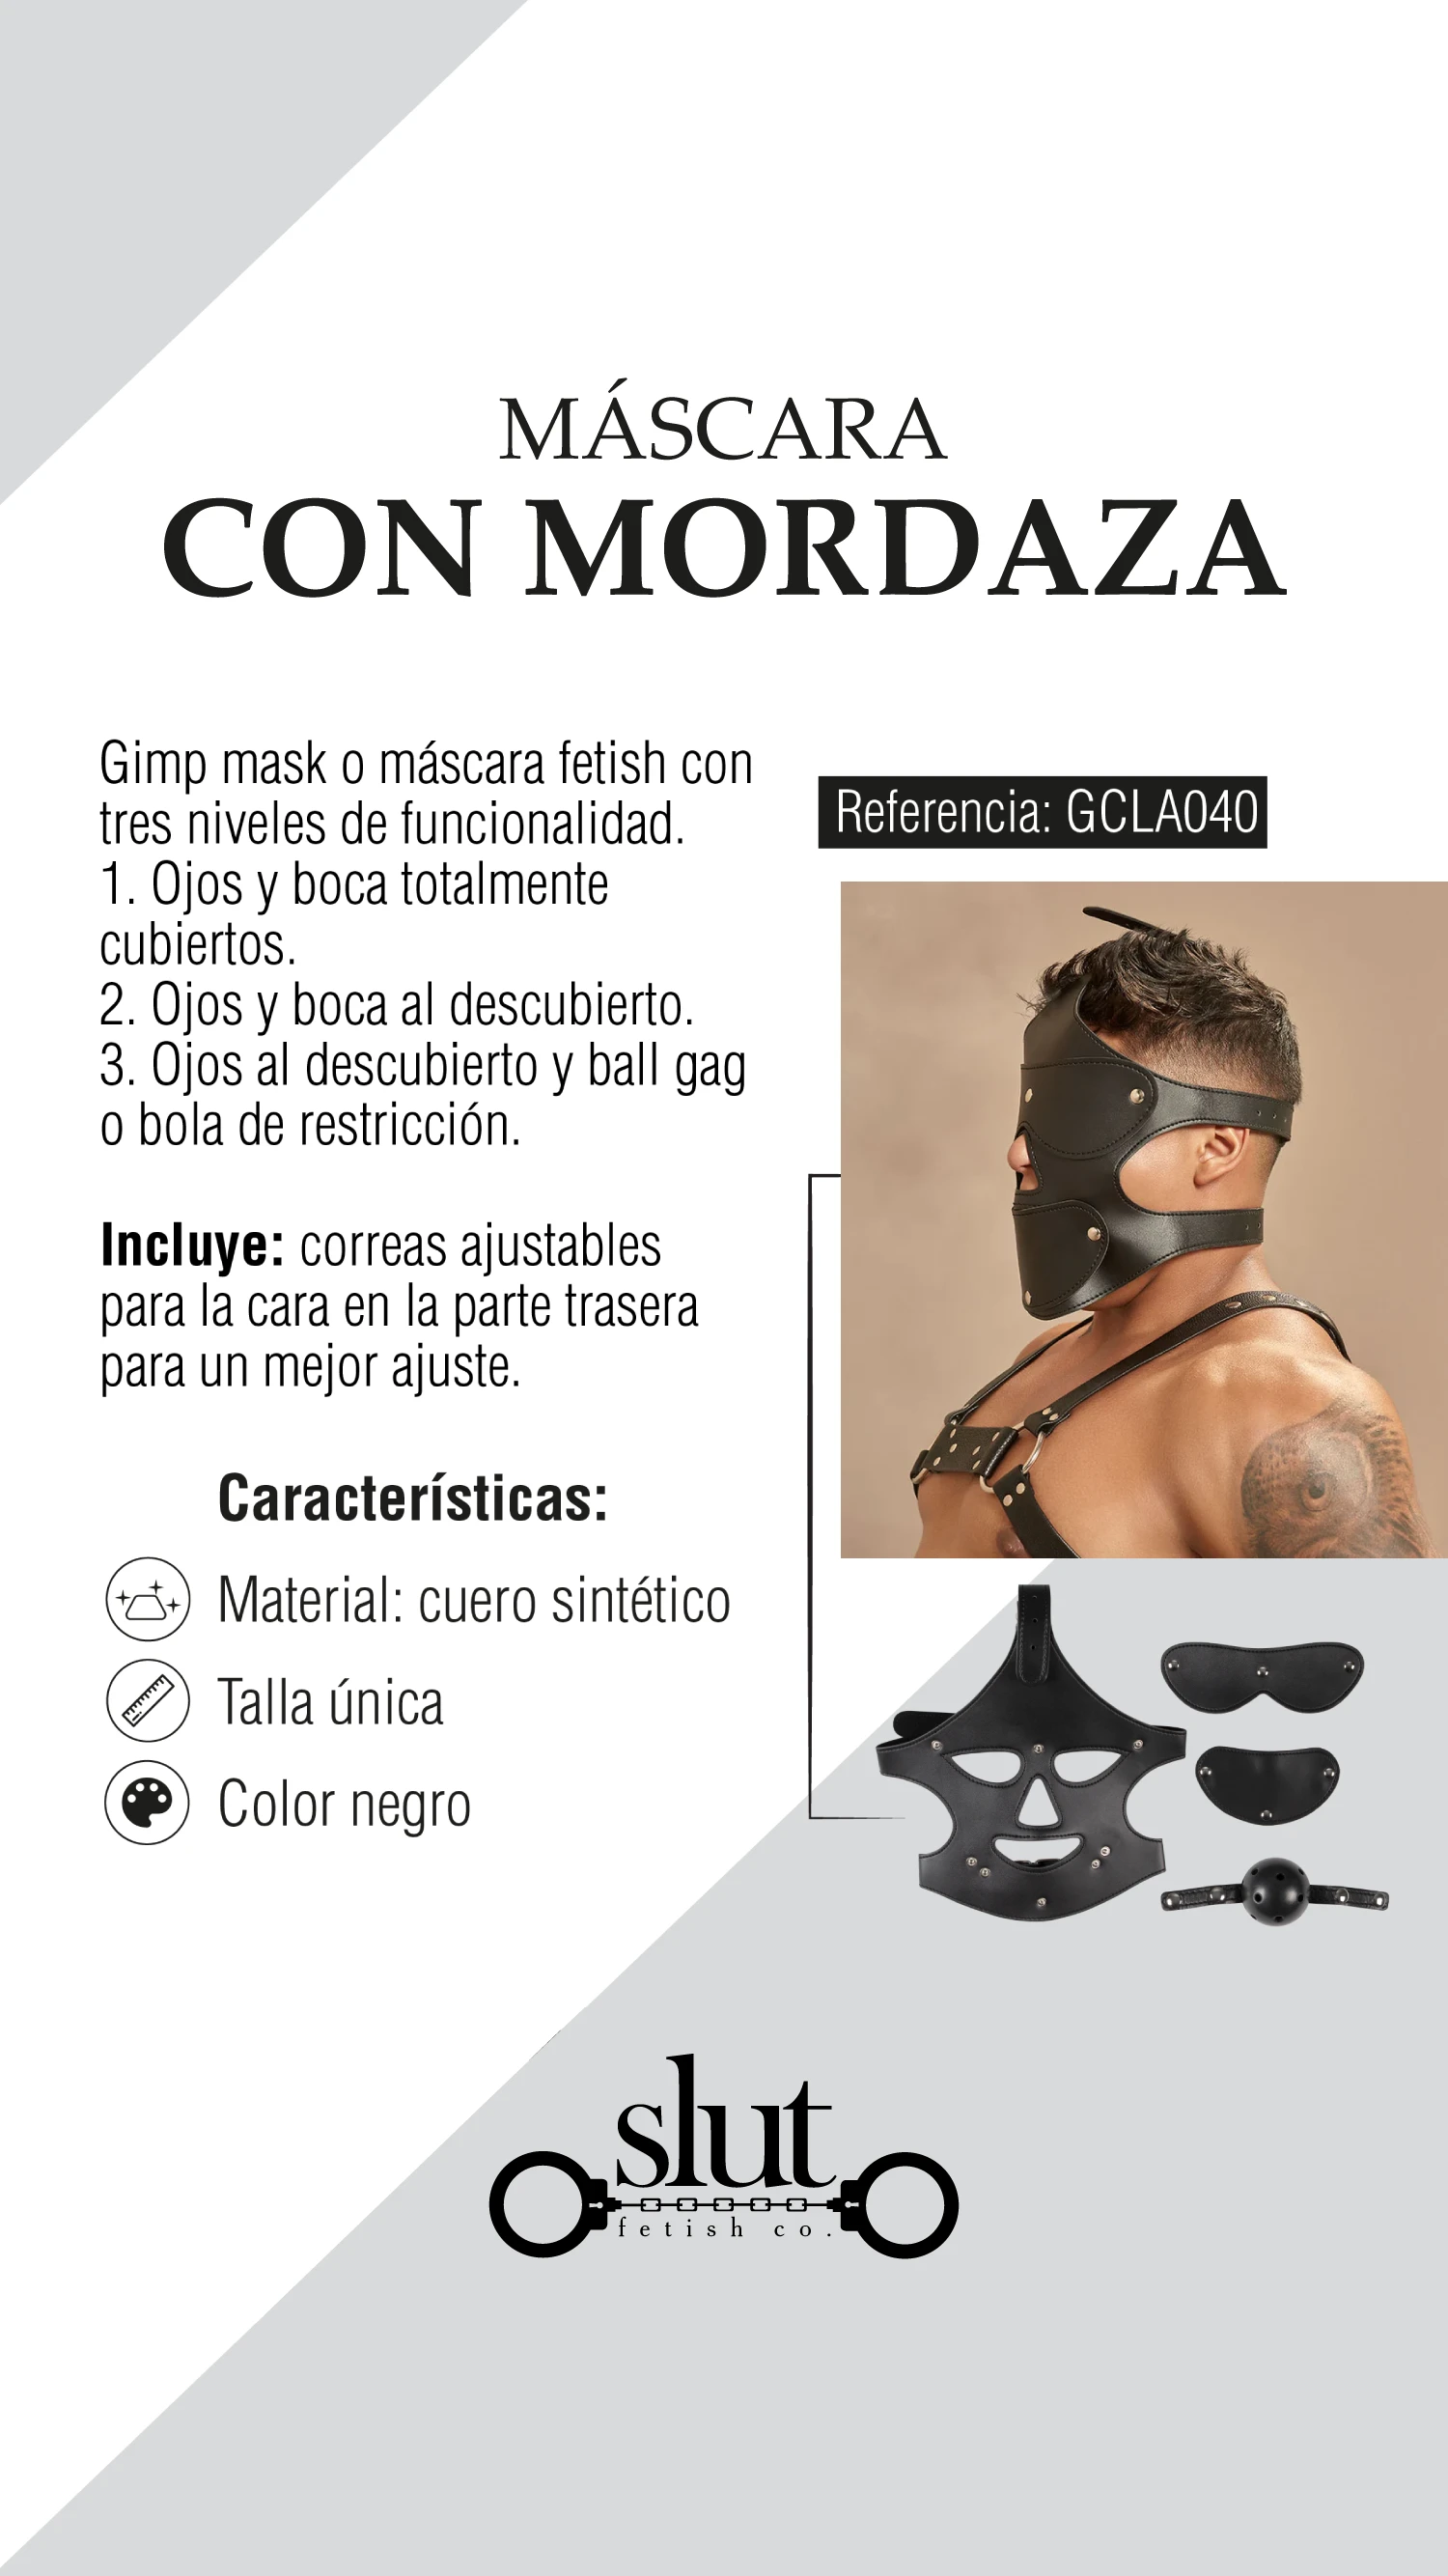 MÁSCARA
CON MORDAZA
Gimp mask o máscara fetish con
tres niveles de funcionalidad.
1. Ojos y boca totalmente
cubiertos.
2. Ojos y boca al descubierto.
3. Ojos al descubierto y ball gag
o bola de restricción.
Incluye: correas ajustables
para la cara en la parte trasera
para un mejor ajuste.
Referencia: GCLA040
Características:
Material: cuero sintético
Talla única
Color negro
slut
fetish co.